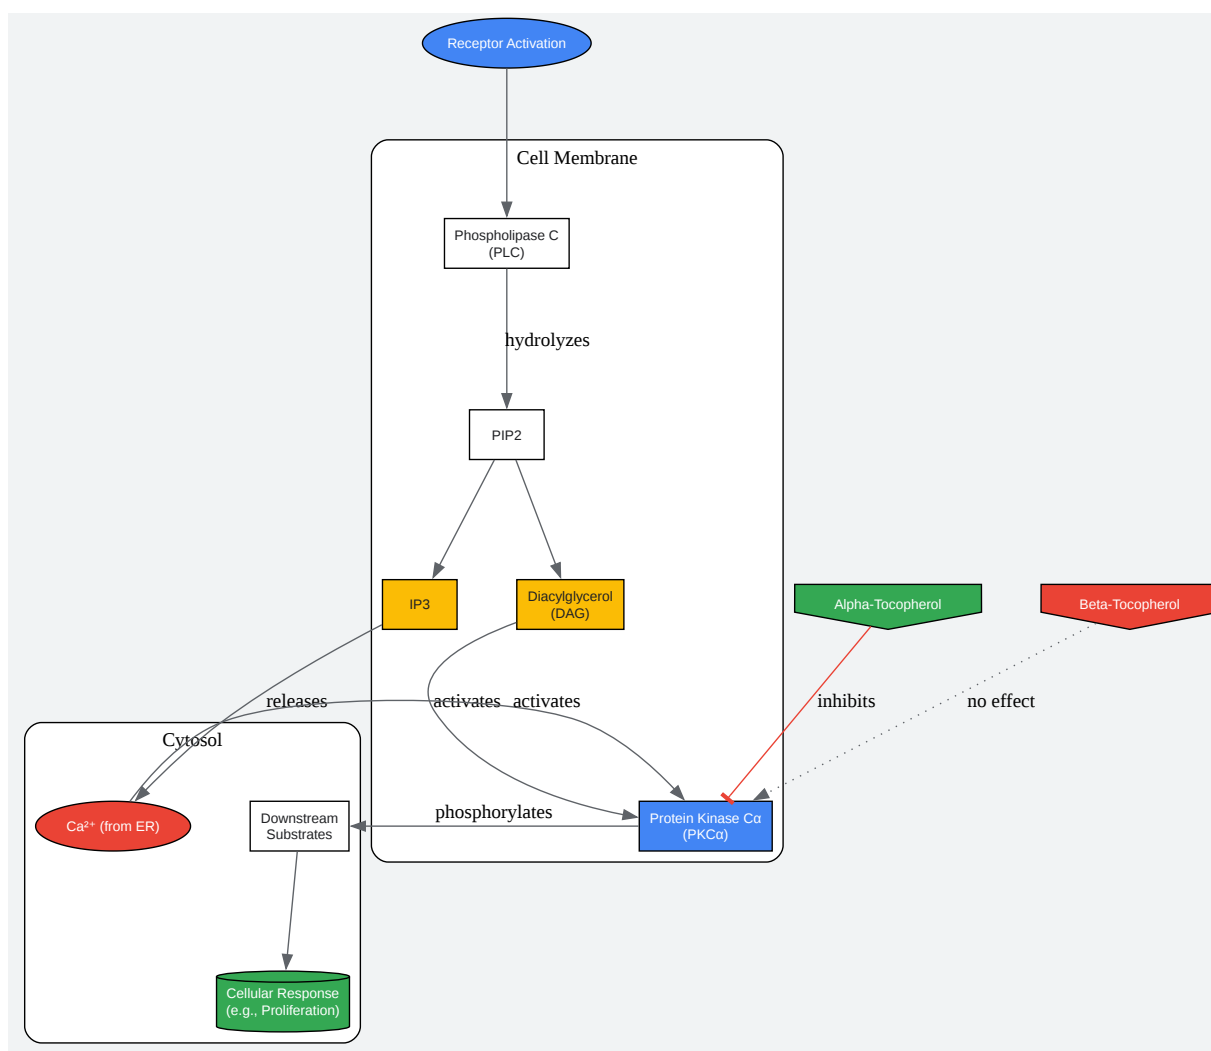 Receptor Activation
Cell Membrane
Phospholipase C
(PLC)
hydrolyzes
PIP2
IP3
Diacylglycerol
(DAG)
Alpha-Tocopherol
Beta-Tocopherol
releases
activates
activates
inhibits
no effect
Cytosol
Ca²⁺ (from ER)
Downstream
Substrates
phosphorylates
Protein Kinase Cα
(PKCα)
Cellular Response
(e.g., Proliferation)